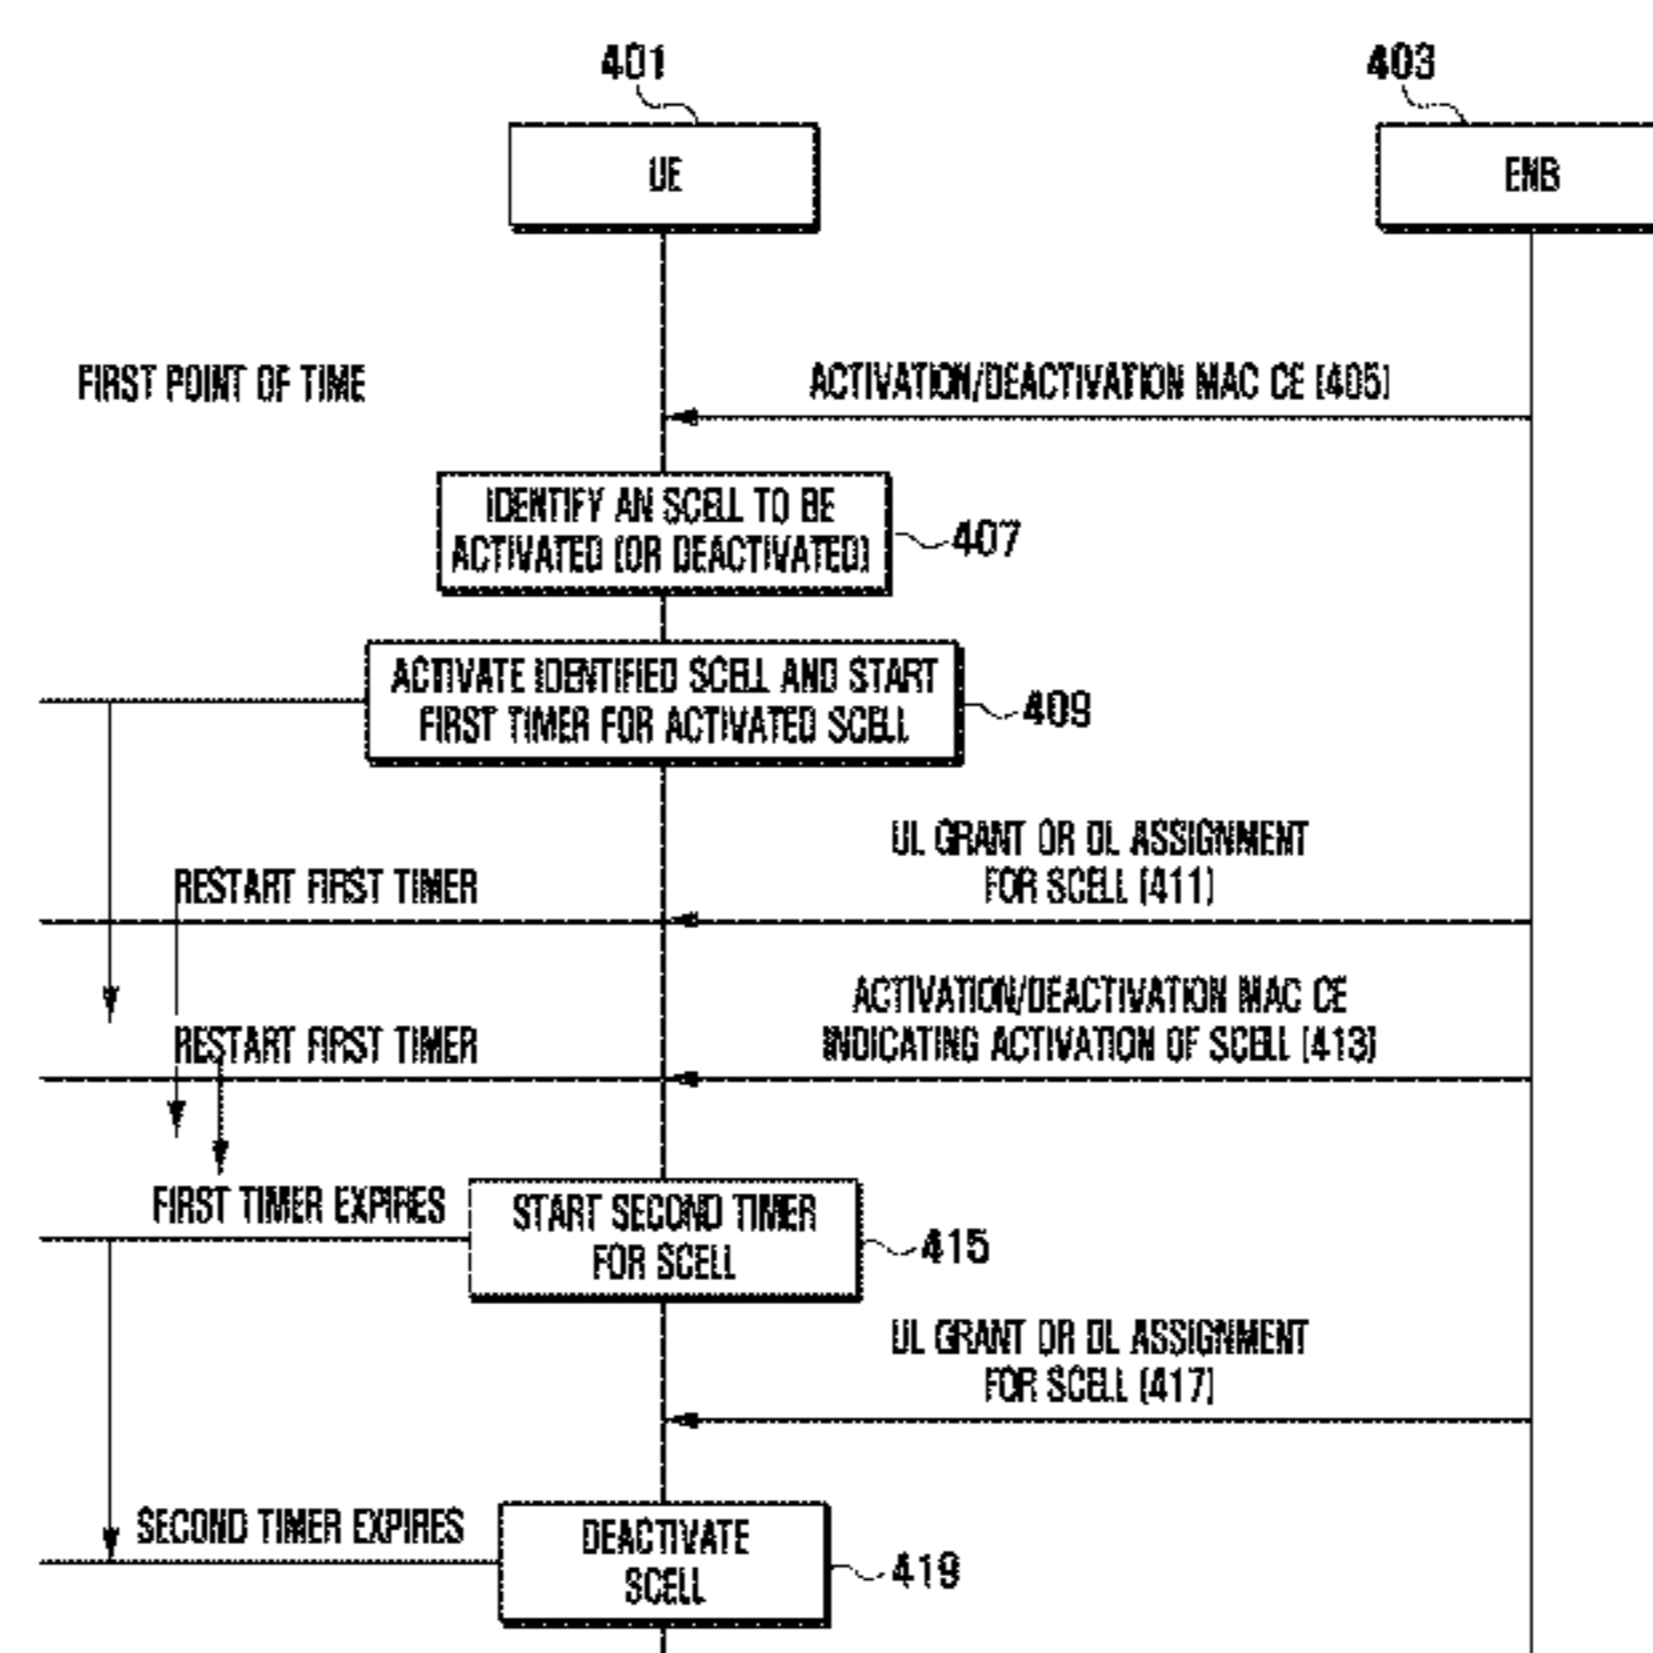 401
403
UE
ENB
FIRST POINT OF TIME
ACTIVATION/DEACTIVATION MAC CE (405)
IDENTIFY AN SCELL TO BE
ACTIVATED (OR DEACTIVATED)
407
ACTIVATE IDENTIFIED SCELL AND START
FIRST TIMER FOR ACTIVATED SCELL
409
UL GRANT OR DL ASSIGNMENT
FOR SCELL (411)
RESTART FIRST TIMER
ACTIVATION/DEACTIVATION MAC CE
INDICATING ACTIVATION OF SCELL (413)
RESTART FIRST TIMER
FIRST TIMER EXPIRES
START SECOND TIMER
FOR SCELL
415
UL GRANT OR DL ASSIGNMENT
FOR SCELL (417)
SECOND TIMER EXPIRES
DEACTIVATE
SCELL
419